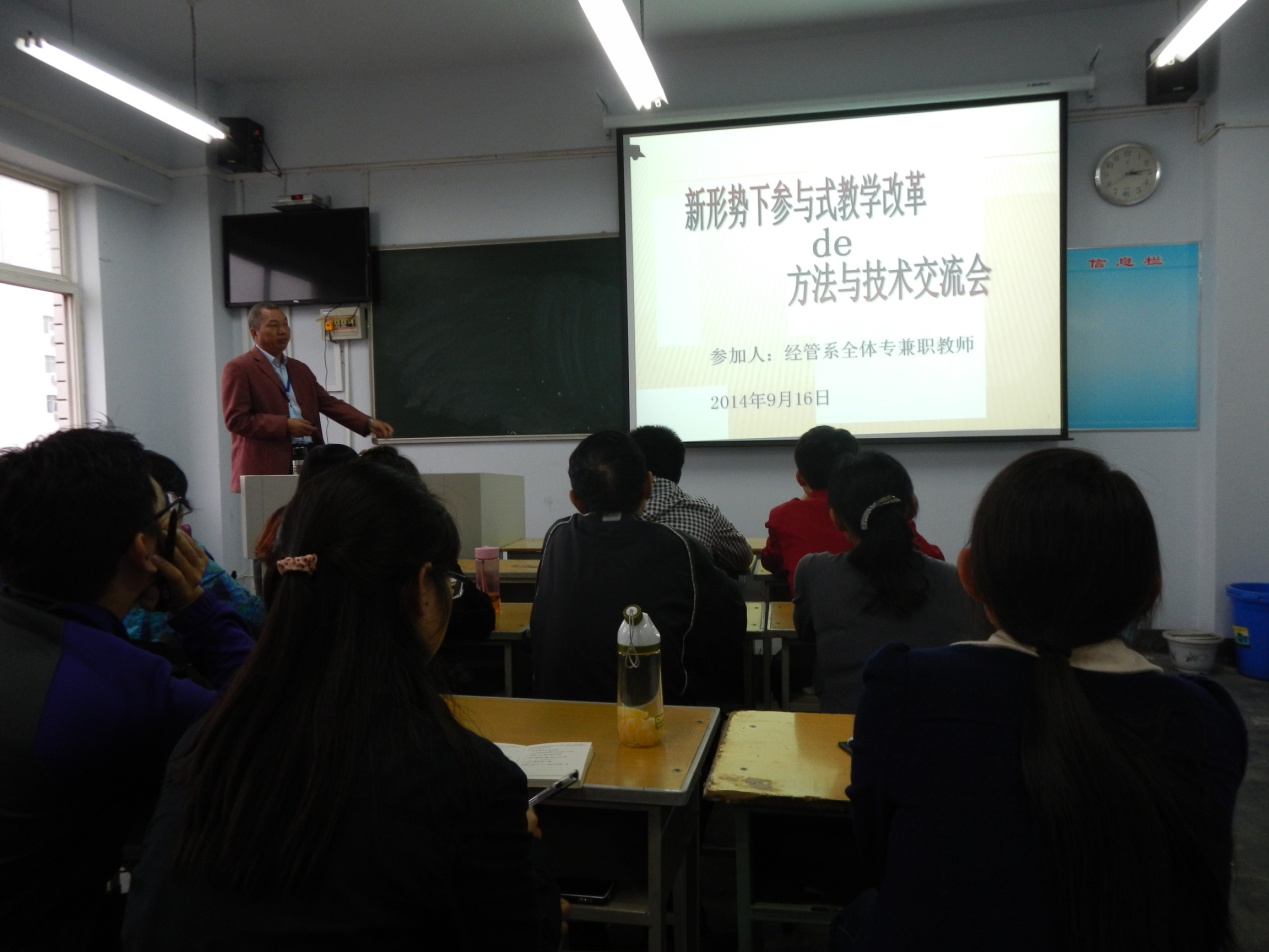 新形势下参与式教学改革
de
方法与技术交流会
参加人：经管系全体专兼职教师
2014年9月16日
信息栏